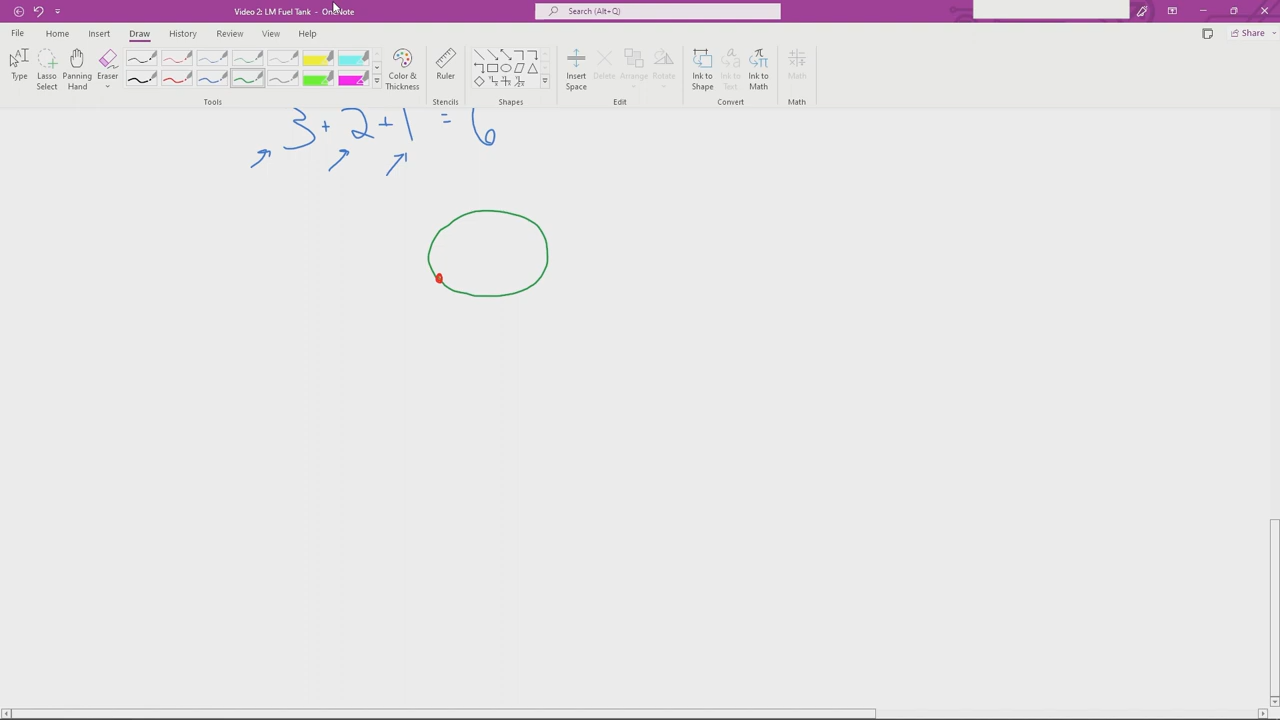 Video 2: LM Fuel Tank - OneNote
Search (Alt+Q)
File Home Insert Draw History Review View Help
Share
Type
Lasso Select
Panning Hand
Eraser
Color & Thickness
Ruler
Insert Space
Delete
Arrange
Rotate
Ink to Shape
Ink to Text
Ink to Math
Math
Tools
Stencils
Shapes
Edit
Convert
Math
3 + 2 + 1 = 6